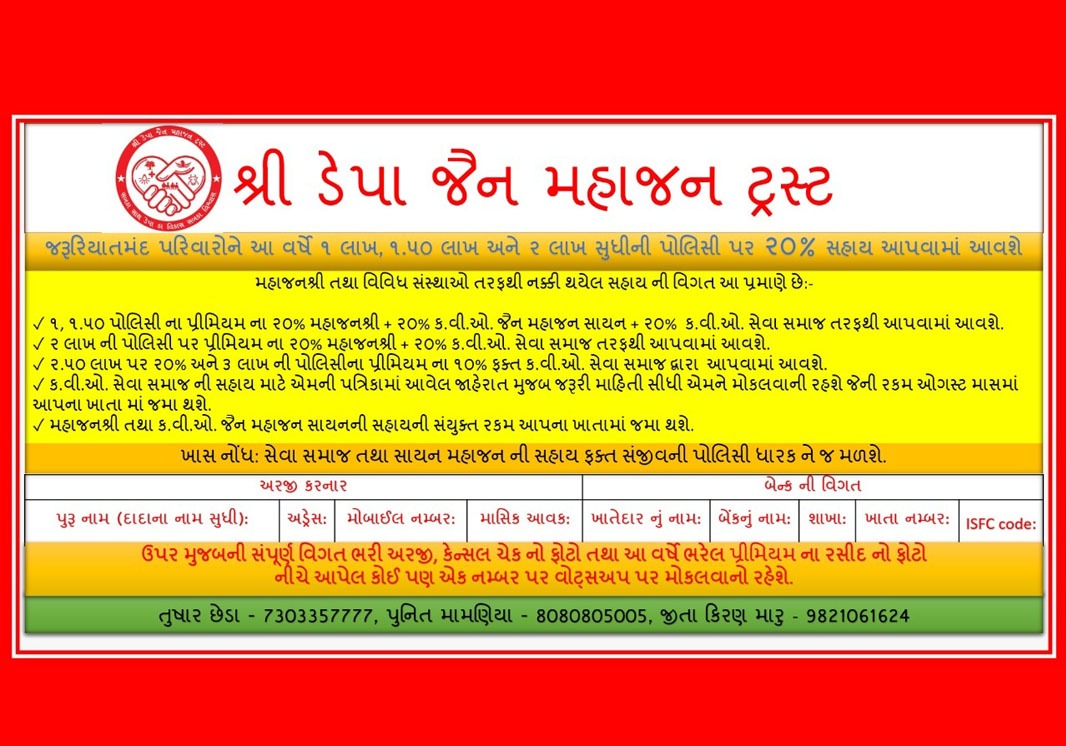 શ્રી ડેપા જૈન મહાજન ટ્રસ્ટ
શ્રી ડેપા જૈન મહાજન ટ્રસ્ટ
જરૂરિયાતમંદ પરિવારોને આ વર્ષે ૧ લાખ, ૧.૫૦ લાખ અને ૨ લાખ સુધીની પોલિસી પર ૨૦% સહાય આપવામાં આવશે
મહાજનશ્રી તથા વિવિધ સંસ્થાઓ તરફથી નક્કી થયેલ સહાય ની વિગત આ પ્રમાણે છે:-
✓ ૧, ૧.૫૦ પોલિસી ના પ્રીમિયમ ના ૨૦% મહાજનશ્રી + ૨૦% ક.વી.ઓ. જૈન મહાજન સાયન + ૨૦% ક.વી.ઓ. સેવા સમાજ તરફથી આપવામાં આવશે.
✓ ૨ લાખ ની પોલિસી પર પ્રીમિયમ ના ૨૦% મહાજનશ્રી + ૨૦% ક.વી.ઓ. સેવા સમાજ તરફથી આપવામાં આવશે.
✓ ૨.૫૦ લાખ પર ૨૦% અને ૩ લાખ ની પોલિસીના પ્રીમિયમ ના ૧૦% ફક્ત ક.વી.ઓ. સેવા સમાજ દ્વારા આપવામાં આવશે.
✓ ક.વી.ઓ. સેવા સમાજ ની સહાય માટે એમની પત્રિકામાં આવેલ જાહેરાત મુજબ જરૂરી માહિતી સીધી એમને મોકલવાની રહશે જેની રકમ ઓગસ્ટ માસમાં
આપના ખાતા માં જમા થશે.
✓ મહાજનશ્રી તથા ક.વી.ઓ. જૈન મહાજન સાયનની સહાયની સંયુક્ત રકમ આપના ખાતામાં જમા થશે.
ખાસ નોંધ: સેવા સમાજ તથા સાયન મહાજન ની સહાય ફક્ત સંજીવની પોલિસી ધારક ને જ મળશે.
અરજી કરનાર બેન્ક ની વિગત
પુરૂ નામ (દાદાના નામ સુધી): અડ્રેસ: મોબાઈલ નમ્બર: માસિક આવક: ખાતેદાર નું નામ: બેંકનું નામ: શાખા: ખાતા નમ્બર: ISFC code:
ઉપર મુજબની સંપૂર્ણ વિગત ભરી અરજી, કેન્સલ ચેક નો ફોટો તથા આ વર્ષે ભરેલ પ્રીમિયમ ના રસીદ નો ફોટો
નીચે આપેલ કોઈ પણ એક નમ્બર પર વોટ્સઅપ પર મોકલવાનો રહેશે.
તુષાર છેડા - 7303357777, પુનિત મામણિયા - 8080805005, જીતા કિરણ મારુ - 9821061624